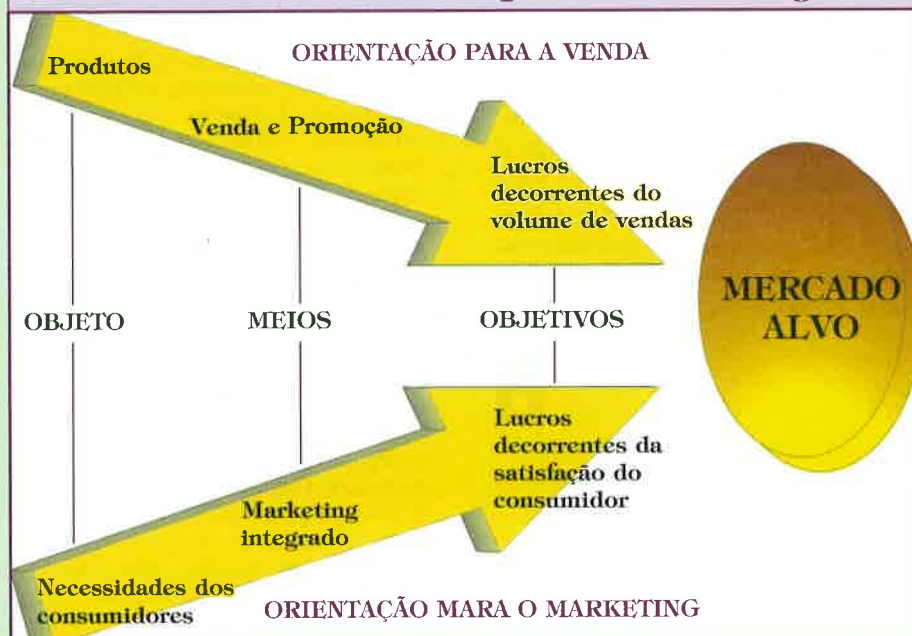 ORIENTAÇÃO PARA A VENDA
Produtos
Venda e Promoção
Lucros
decorrentes do
volume de vendas
OBJETO
MEIOS
OBJETIVOS
MERCADO
ALVO
Lucros
decorrentes da
satisfação do
consumidor
Marketing
integrado
Necessidades dos
consumidores
ORIENTAÇÃO MARA O MARKETING